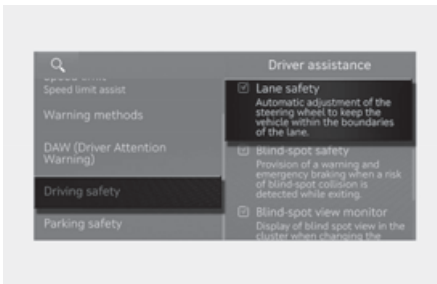 Driver assistance
Speed limit assist
Warning methods
DAW (Driver Attention
Warning)
Driving safety
Parking safety
Lane safety
Automatic adjustment of the
steering wheel to keep the
vehicle within the boundaries
of the lane.
Blind-spot safety
Provision of a warning and
emergency braking when a risk
of blind-spot collision is
detected while exiting.
Blind-spot view monitor
Display of blind spot view in the
cluster when changing the